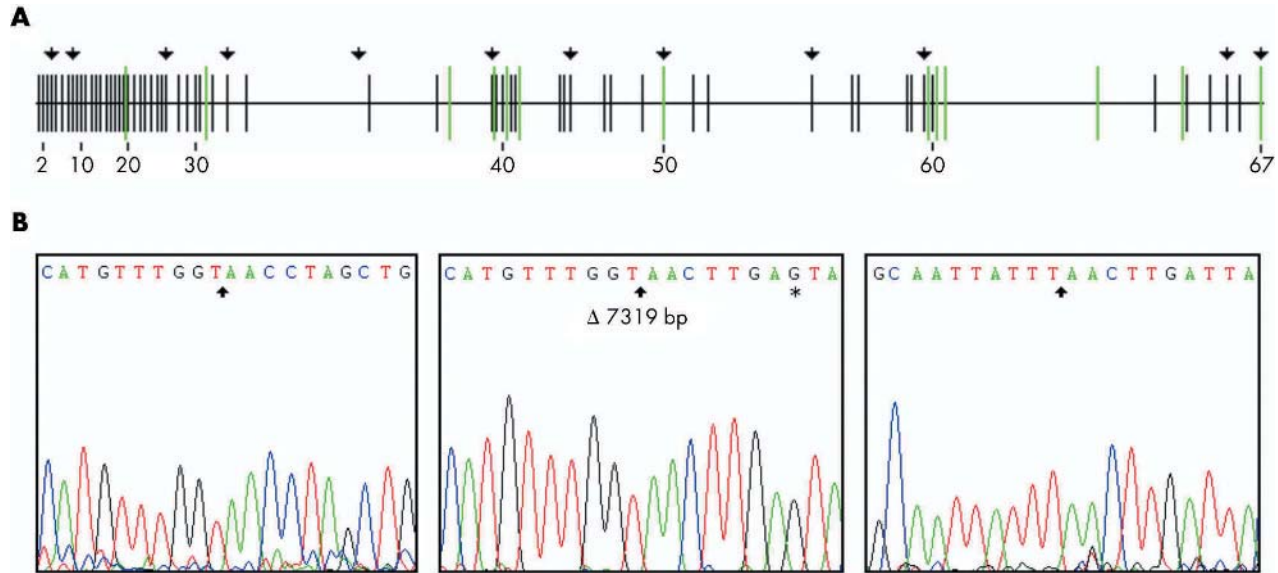 A
2 10 20 30 40 50 60 67
B
CATGTTTGGTAACCTAGCTG
CATGTTTGGTAACTTGAGTA
*
Δ 7319 bp
GCAATTATTTAACTTGATTA